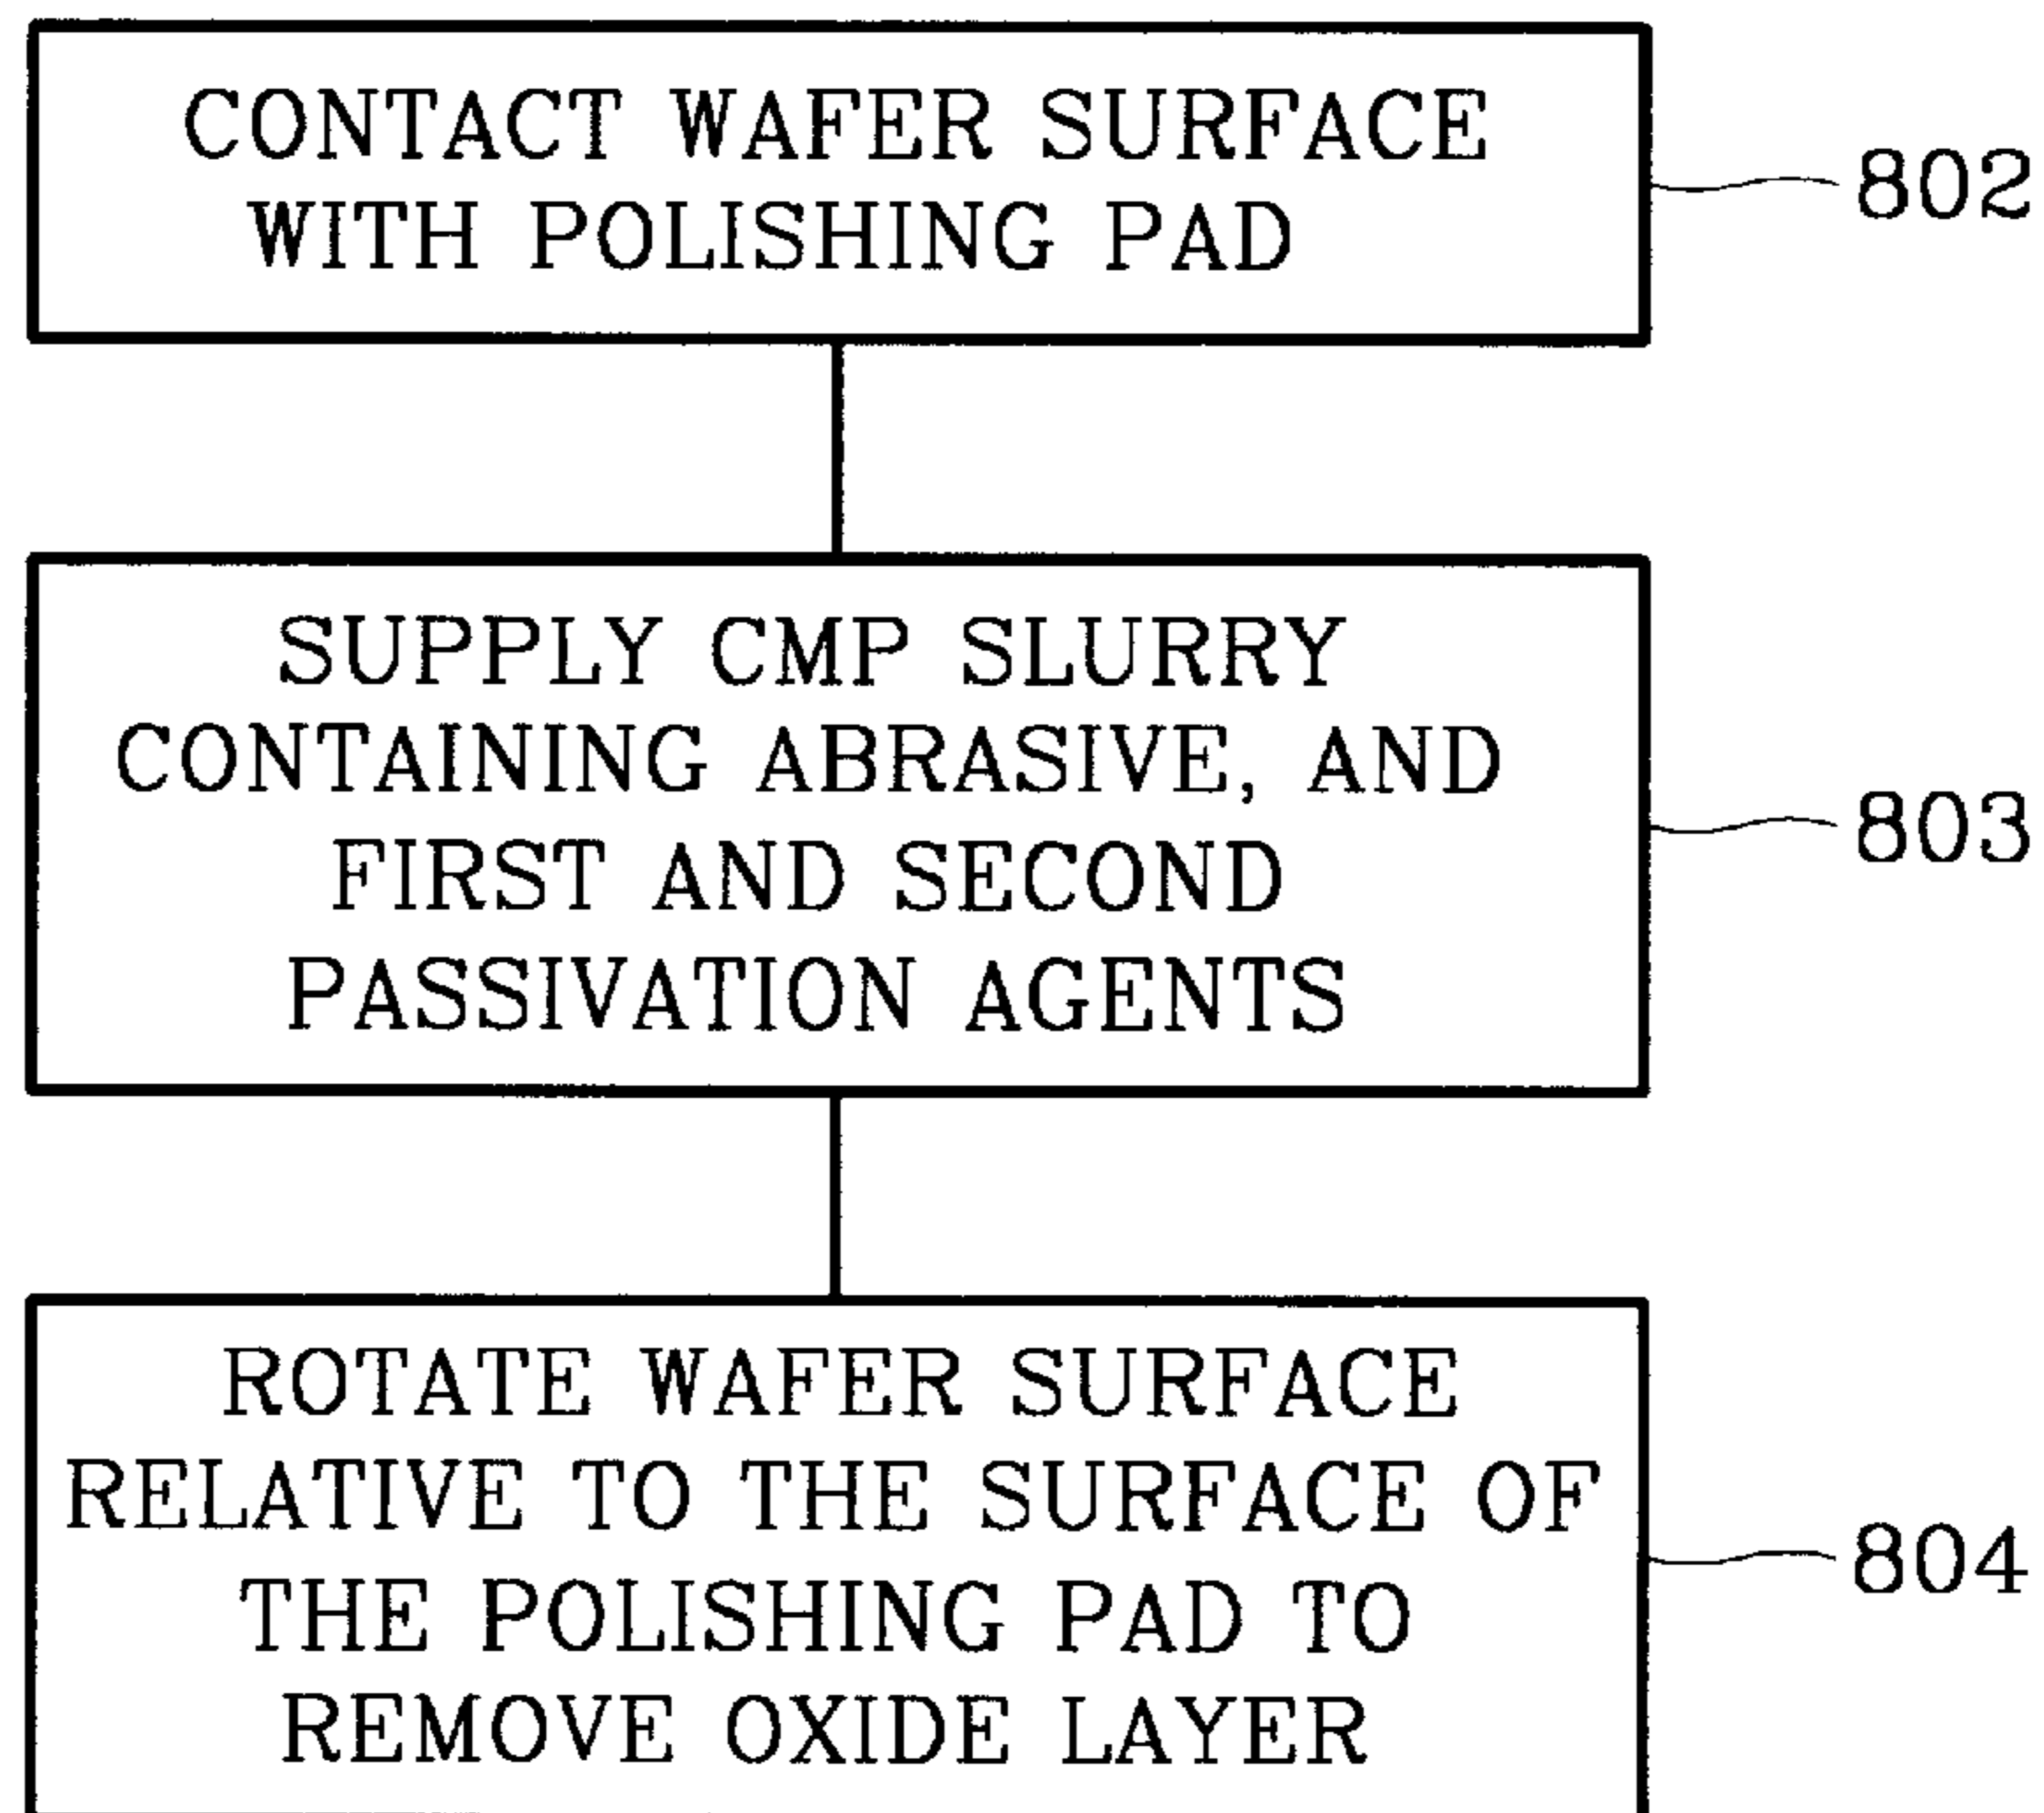 CONTACT WAFER SURFACE
WITH POLISHING PAD
802
SUPPLY CMP SLURRY
CONTAINING ABRASIVE, AND
FIRST AND SECOND
PASSIVATION AGENTS
803
ROTATE WAFER SURFACE
RELATIVE TO THE SURFACE OF
THE POLISHING PAD TO
REMOVE OXIDE LAYER
804